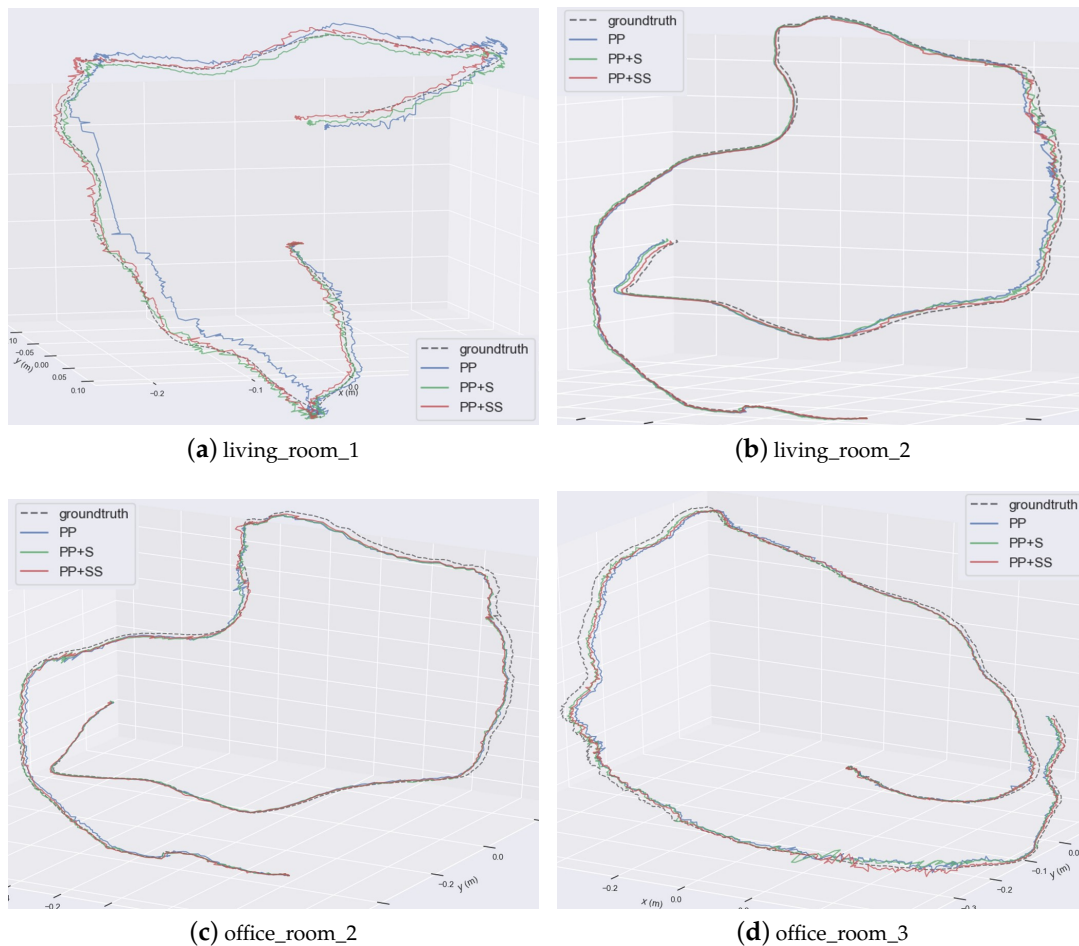 groundtruth
PP
PP+S
PP+SS
10
−0.05
y (m) 0.00
0.05
0.10
−0.2
−0.1
x (m)
0.0
(a) living_room_1
groundtruth
PP
PP+S
PP+SS
(b) living_room_2
groundtruth
PP
PP+S
PP+SS
0.0
y (m)
−0.2
−0.2
(c) office_room_2
groundtruth
PP
PP+S
PP+SS
0.0
−0.1
y (m)
−0.2
−0.3
−0.2
x (m)
0.0
0.0
(d) office_room_3